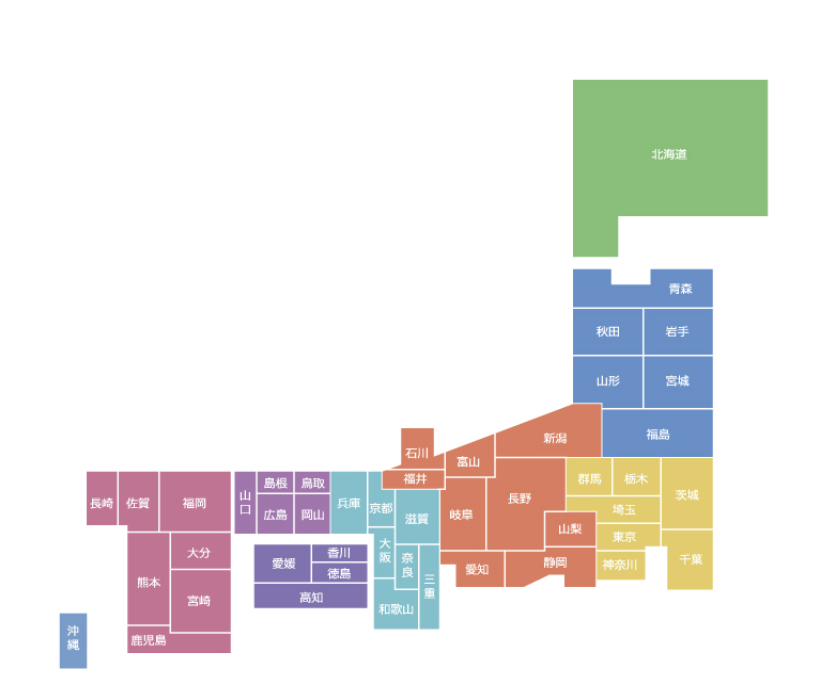 北海道
青森
秋田
岩手
山形
宮城
福島
新潟
石川
富山
福井
岐阜
長野
山梨
愛知
静岡
群馬
栃木
茨城
埼玉
東京
神奈川
千葉
兵庫
京都
滋賀
大阪
奈良
三重
和歌山
山口
島根
鳥取
広島
岡山
愛媛
香川
徳島
高知
長崎
佐賀
福岡
大分
熊本
宮崎
鹿児島
沖縄